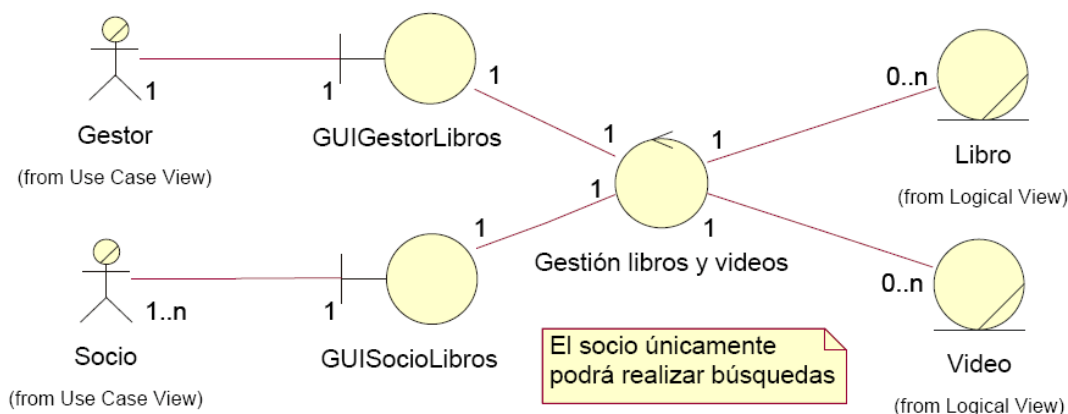 1
1
1
0..n
Gestor
GUIGestorLibros
1
1
Libro
(from Use Case View)
(from Logical View)
1
1
1
Gestión libros y videos
1..n
1
0..n
Socio
GUISocioLibros
El socio únicamente
podrá realizar búsquedas
Video
(from Use Case View)
(from Logical View)